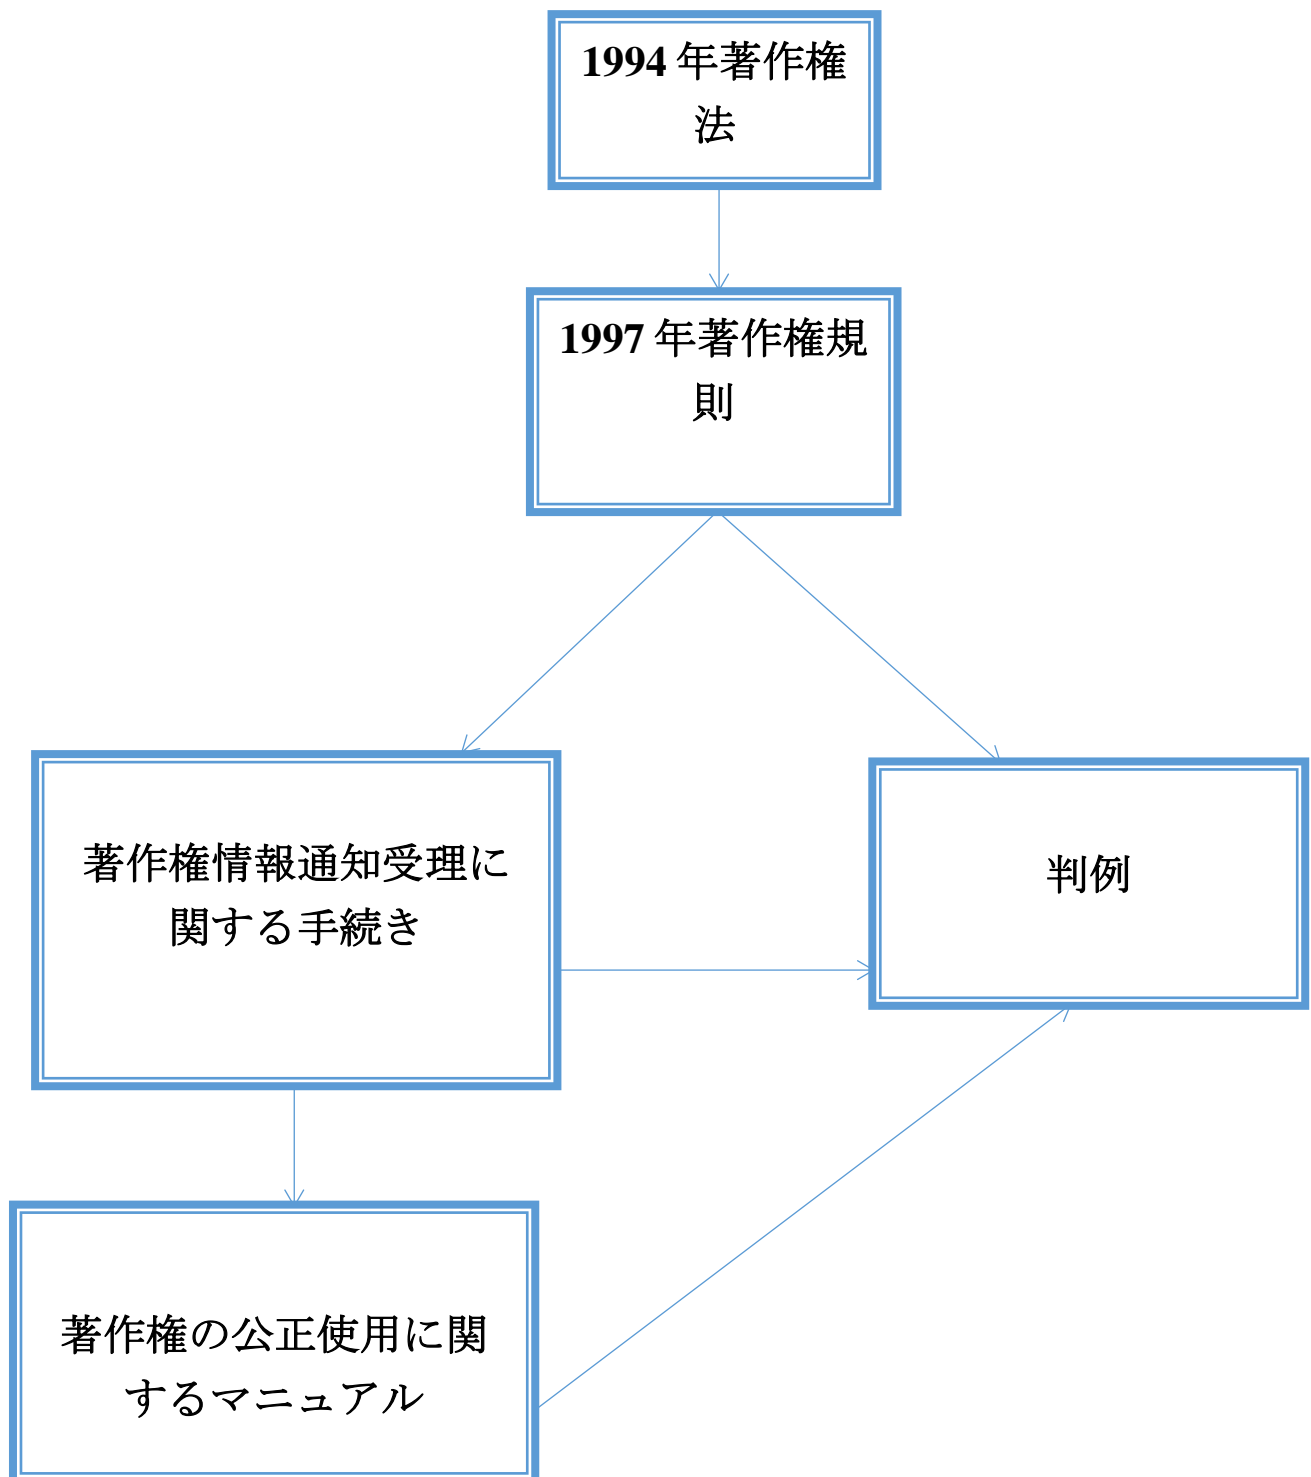 1994 年著作権
法
1997 年著作権規
則
著作権情報通知受理に
関する手続き
判例
著作権の公正使用に関
するマニュアル